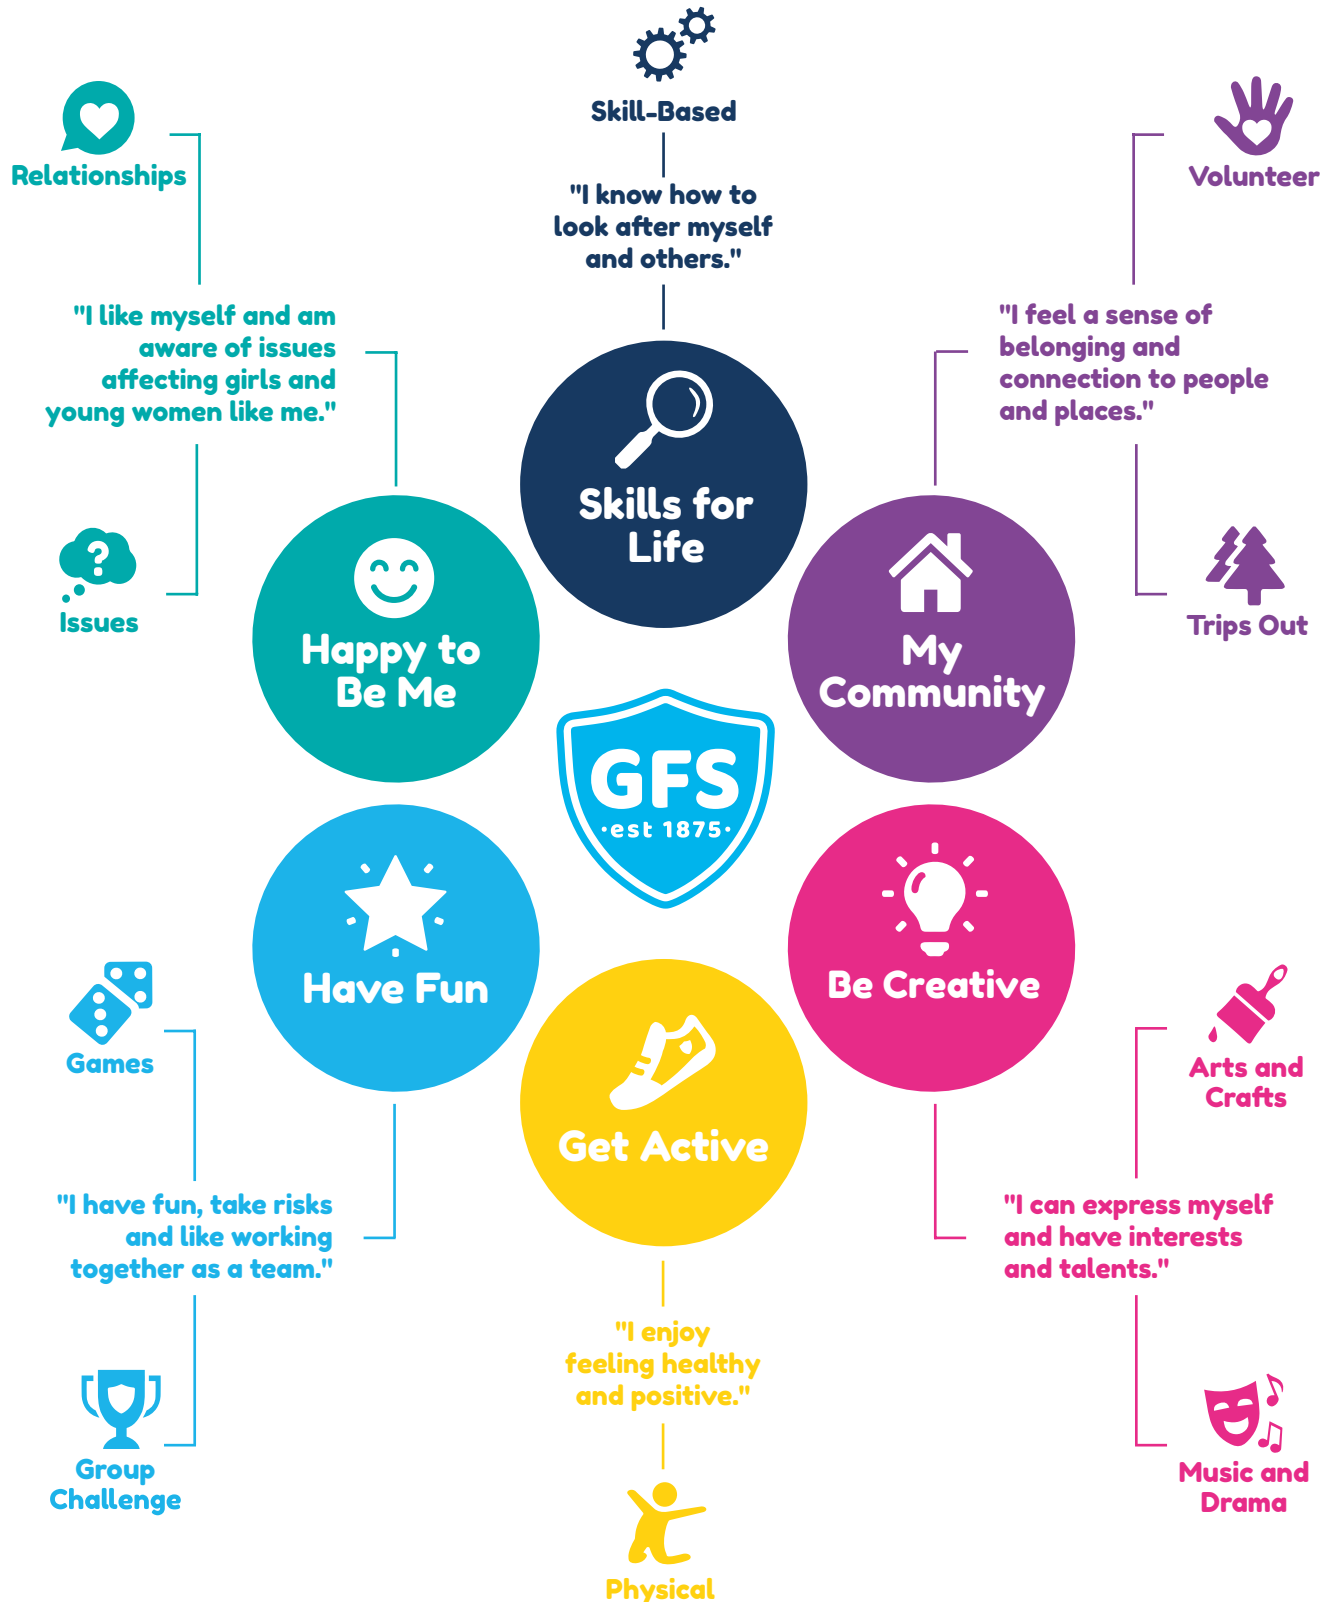 Skill-Based
"I know how to
look after myself
and others."
Skills for
Life
Relationships
"I like myself and am
aware of issues
affecting girls and
young women like me."
Issues
Happy to
Be Me
Volunteer
"I feel a sense of
belonging and
connection to people
and places."
Trips Out
My
Community
GFS
·est 1875·
Have Fun
Games
"I have fun, take risks
and like working
together as a team."
Group
Challenge
Get Active
"I enjoy
feeling healthy
and positive."
Physical
Be Creative
Arts and
Crafts
"I can express myself
and have interests
and talents."
Music and
Drama